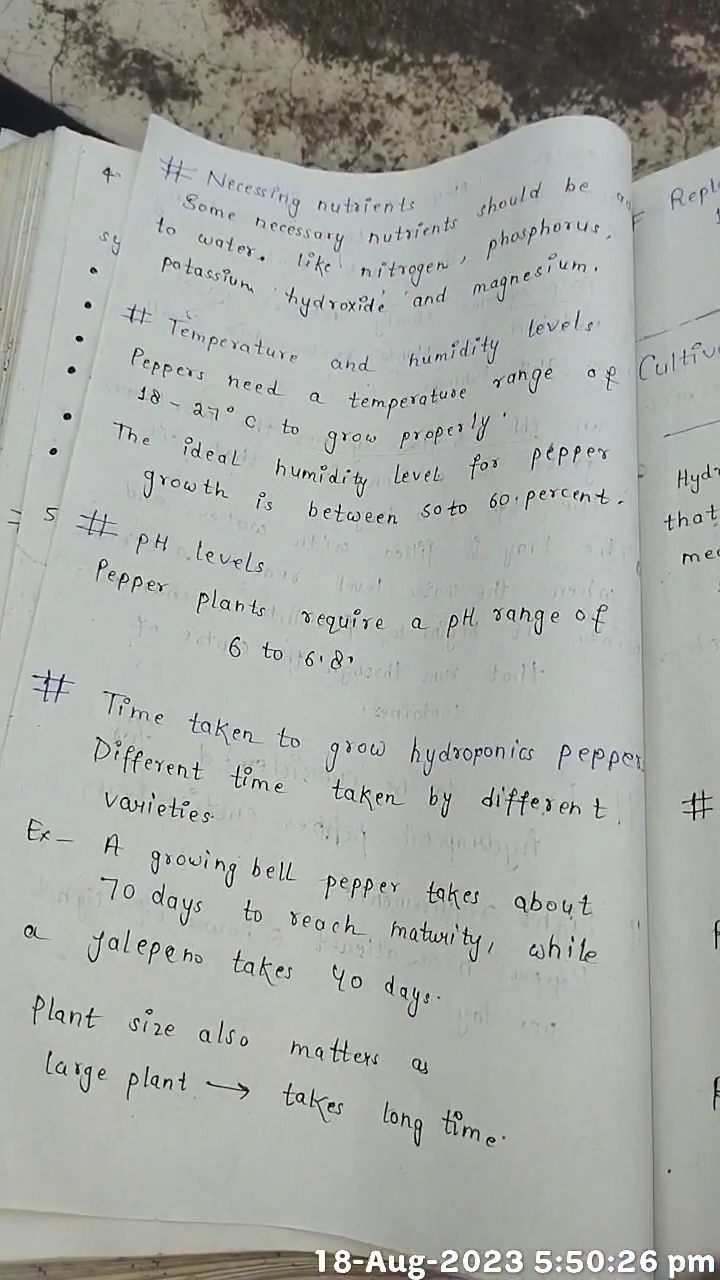 # Necessing nutrients
Some necessary nutrients should be
to water. like nitrogen, phosphorus,
potassium hydroxide and magnesium.
# Temperature and humidity levels
Peppers need a temperature range of
18-27° C to grow properly.
The ideal humidity level for pepper
growth is between 50 to 60 percent.
# pH levels
Pepper plants require a pH range of
6 to 6.8.
# Time taken to grow hydroponics pepper
Different time taken by different
varieties.
Ex- A growing bell pepper takes about
70 days to reach maturity, while
a jalepeno takes 90 days.
Plant size also matters as
large plant → takes long time.
4
sy
= 5
Repl
Cultiv
Hydr
that
me
#
18-Aug-2023 5:50:26 pm